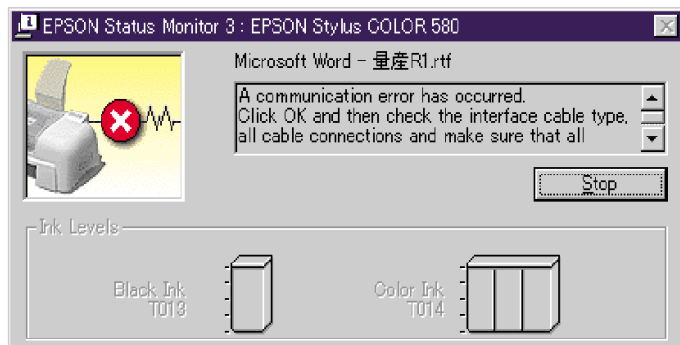 EPSON Status Monitor 3 : EPSON Stylus COLOR 580
Microsoft Word - 量産R1.rtf
A communication error has occurred.
Click OK and then check the interface cable type,
all cable connections and make sure that all
Stop
Ink Levels
Black Ink
T013
Color Ink
T014